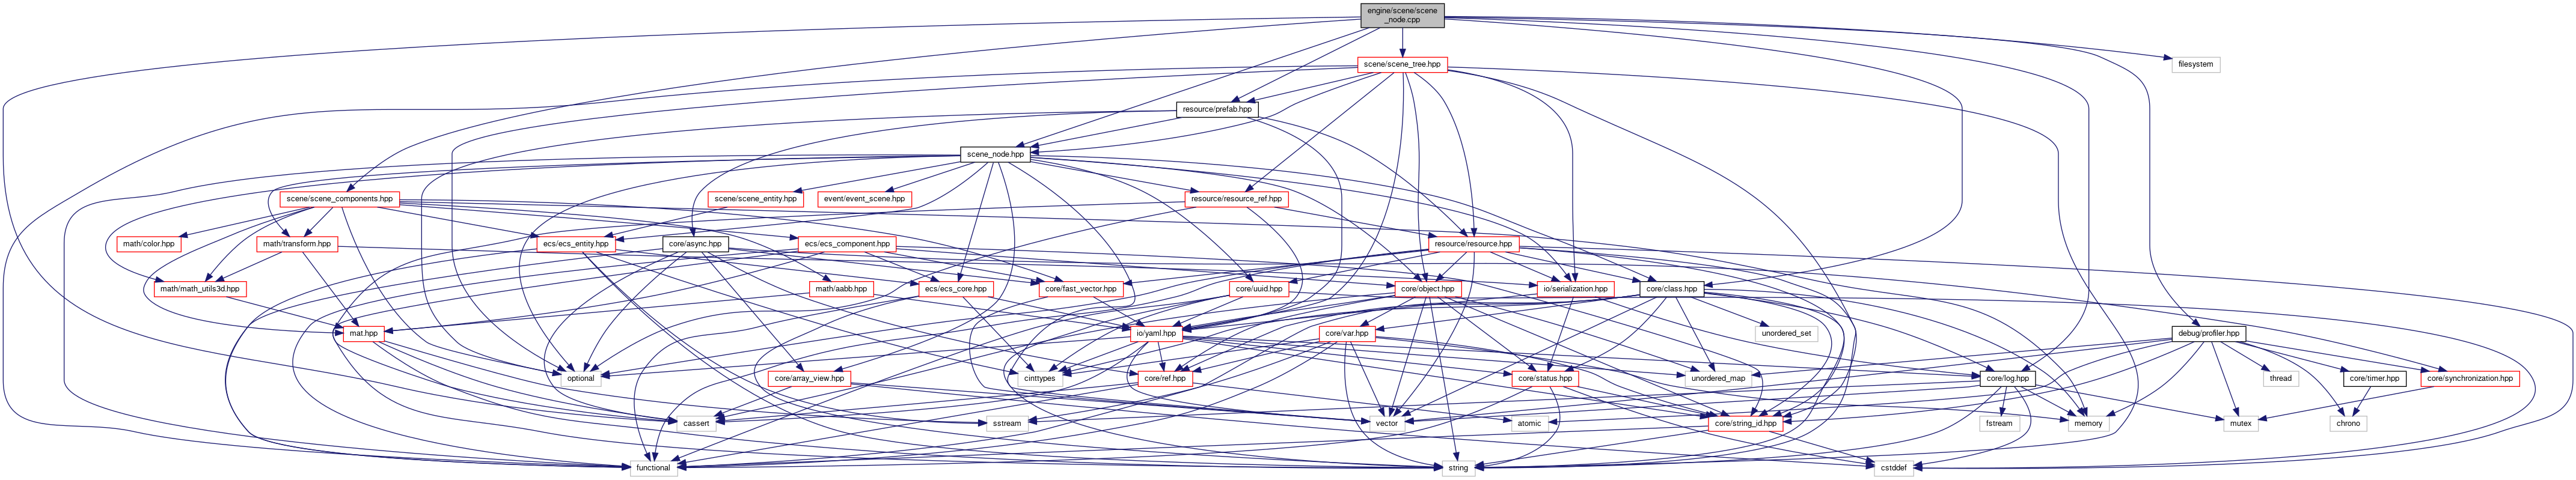 engine/scene/scene
_node.cpp
scene/scene_tree.hpp
filesystem
resource/prefab.hpp
scene_node.hpp
scene/scene_components.hpp
scene/scene_entity.hpp
event/event_scene.hpp
resource/resource_ref.hpp
math/color.hpp
math/transform.hpp
ecs/ecs_entity.hpp
core/async.hpp
ecs/ecs_component.hpp
resource/resource.hpp
math/math_utils3d.hpp
math/aabb.hpp
ecs/ecs_core.hpp
core/fast_vector.hpp
core/uuid.hpp
core/object.hpp
io/serialization.hpp
core/class.hpp
mat.hpp
io/yaml.hpp
core/var.hpp
unordered_set
debug/profiler.hpp
optional
core/array_view.hpp
cinttypes
core/ref.hpp
core/status.hpp
unordered_map
core/log.hpp
thread
core/timer.hpp
core/synchronization.hpp
cassert
sstream
vector
atomic
core/string_id.hpp
fstream
memory
mutex
chrono
functional
string
cstddef